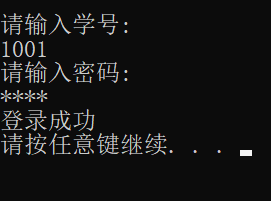 请输入学号:
1001
请输入密码:
****
登录成功
请按任意键继续. . .